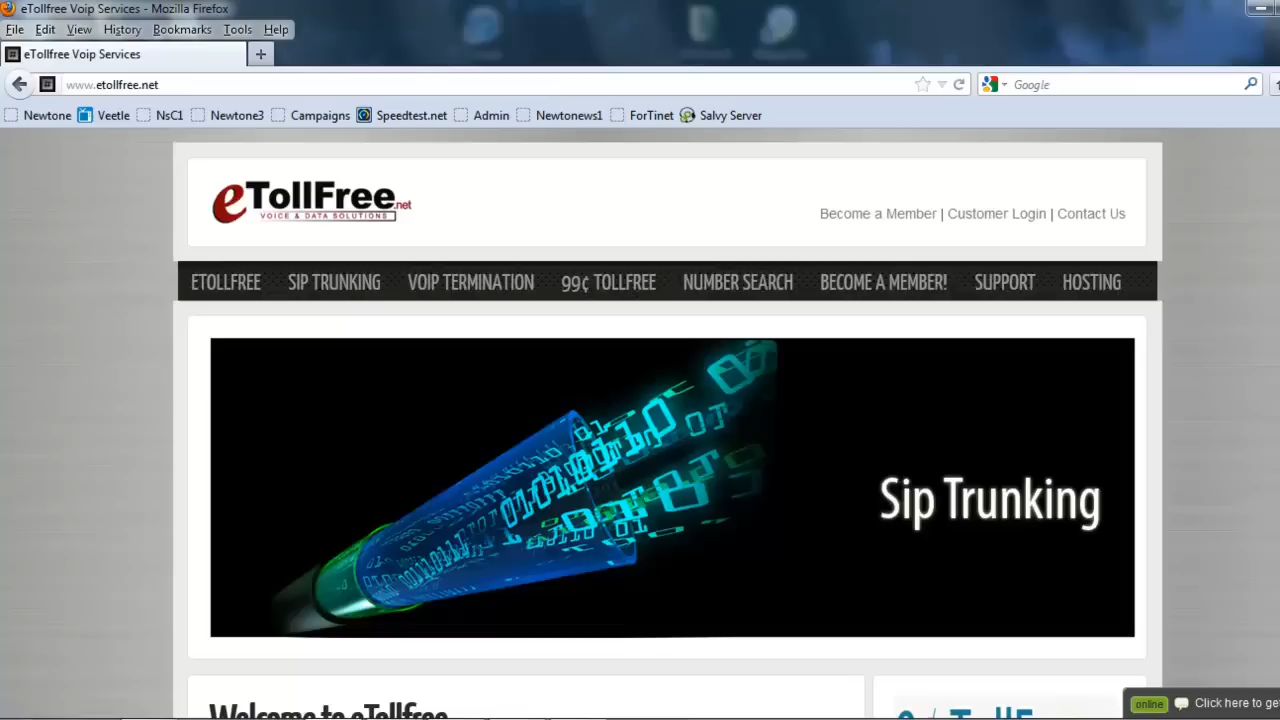 eTollfree Voip Services - Mozilla Firefox
File Edit View History Bookmarks Tools Help
eTollfree Voip Services
www.etollfree.net Google
Newtone Veetle NsC1 Newtone3 Campaigns Speedtest.net Admin Newtonews1 ForTinet Salvy Server
eTollFree.net
VOICE & DATA SOLUTIONS
Become a Member | Customer Login | Contact Us
ETOLLFREE SIP TRUNKING VOIP TERMINATION 99¢ TOLLFREE NUMBER SEARCH BECOME A MEMBER! SUPPORT HOSTING
Sip Trunking
Welcome to eTollfree
online Click here to ge